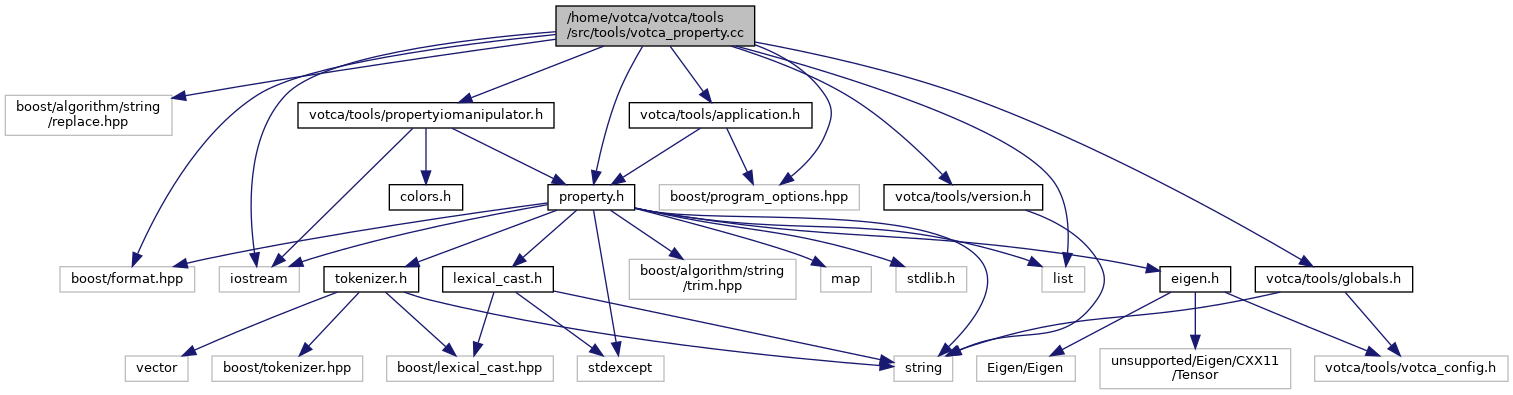 /home/votca/votca/tools
/src/tools/votca_property.cc
boost/algorithm/string
/replace.hpp
votca/tools/propertyiomanipulator.h
votca/tools/application.h
colors.h
property.h
boost/program_options.hpp
votca/tools/version.h
boost/format.hpp
iostream
tokenizer.h
lexical_cast.h
boost/algorithm/string
/trim.hpp
map
stdlib.h
list
eigen.h
votca/tools/globals.h
vector
boost/tokenizer.hpp
boost/lexical_cast.hpp
stdexcept
string
Eigen/Eigen
unsupported/Eigen/CXX11
/Tensor
votca/tools/votca_config.h